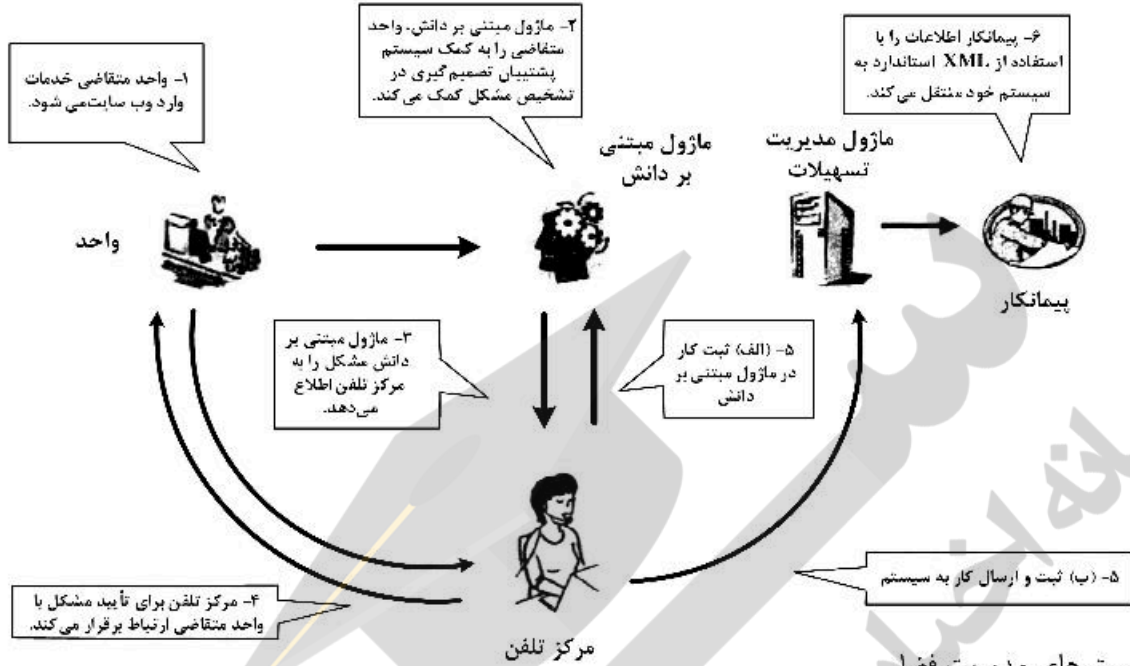 ۱- واحد متقاضی خدمات
وارد وب سایت می شود.
۲- ماژول مبتنی بر دانش، واحد
متقاضی را به کمک سیستم
پشتیبان تصمیم گیری در
تشخیص مشکل کمک می کند.
۶- پیمانکار اطلاعات را با
استفاده از XML استاندارد به
سیستم خود منتقل می کند.
ماژول مبتنی
بر دانش
ماژول مدیریت
تسهیلات
واحد
پیمانکار
۳- ماژول مبتنی بر
دانش مشکل را به
مرکز تلفن اطلاع
می‌دهد.
۵- (الف) ثبت کار
در ماژول مبتنی بر
دانش
۵- (ب) ثبت و ارسال کار به سیستم
۴- مرکز تلفن برای تأیید مشکل با
واحد متقاضی ارتباط برقرار می کند.
مرکز تلفن